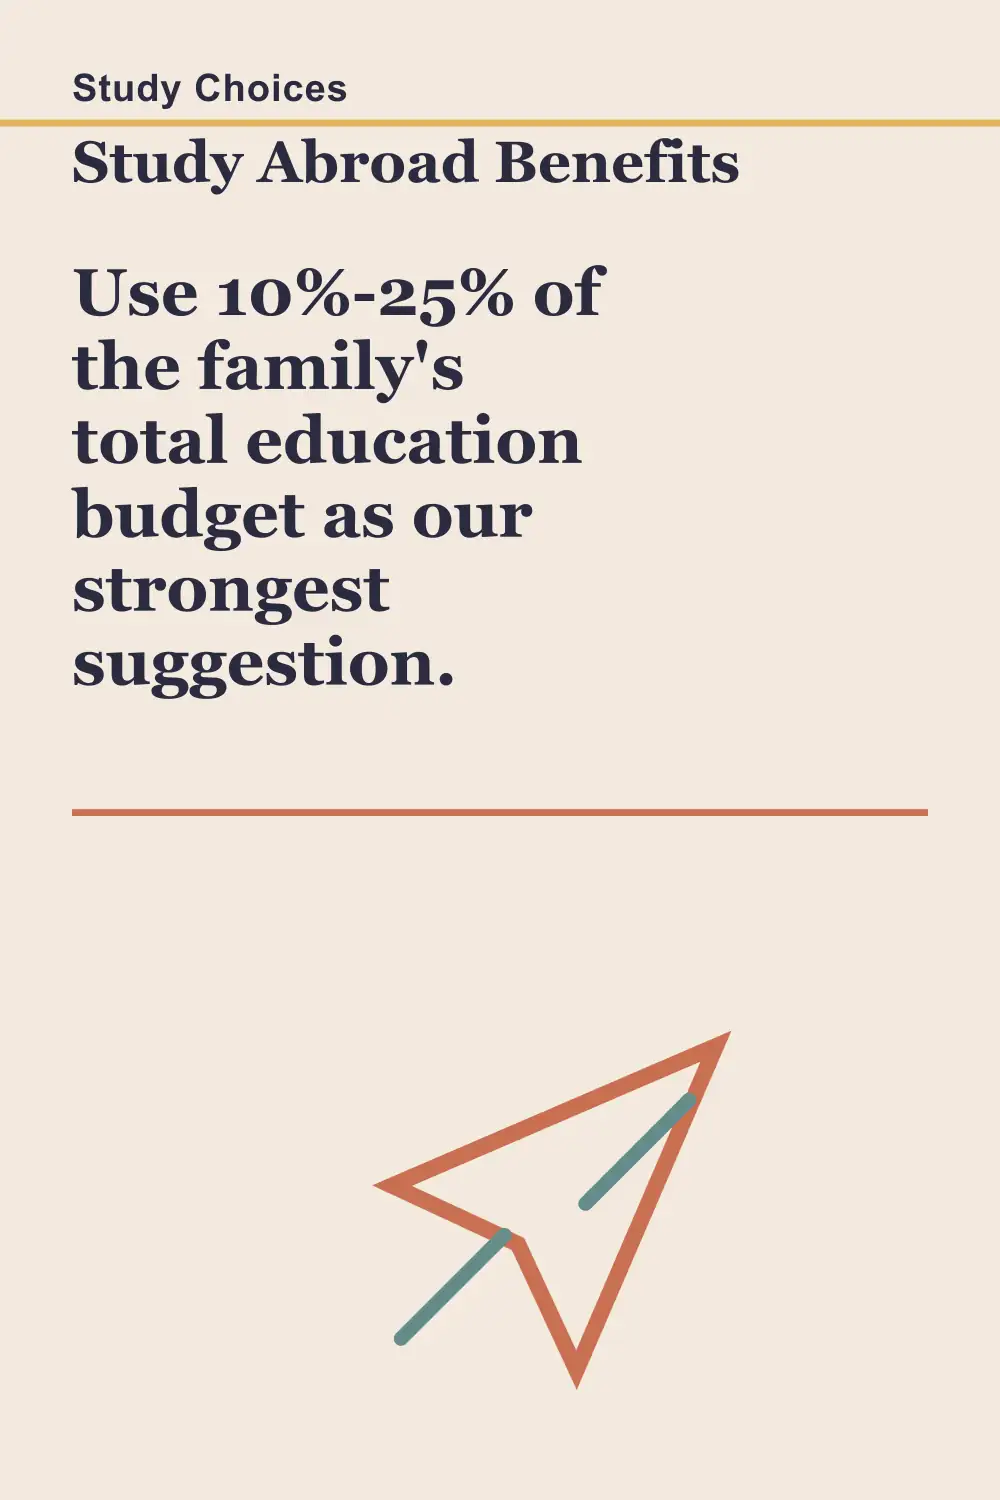 Study Choices
Study Abroad Benefits
Use 10%-25% of
the family's
total education
budget as our
strongest
suggestion.